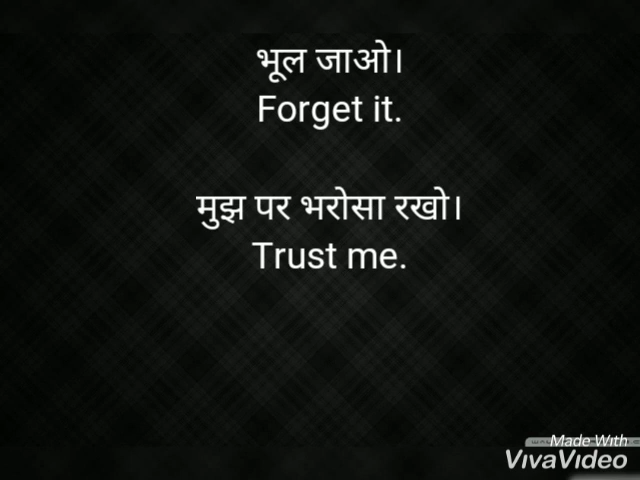 भूल जाओ।
Forget it.
मुझ पर भरोसा रखो।
Trust me.
Made With
VivaVideo